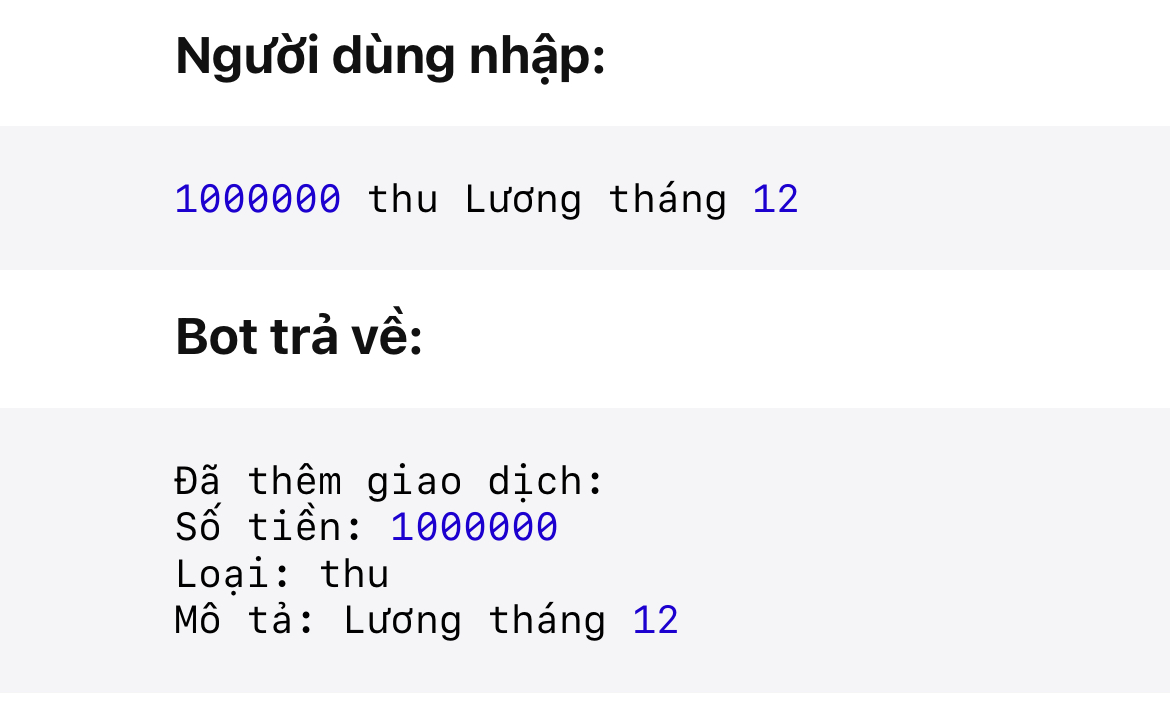 Người dùng nhập:
1000000 thu Lương tháng 12
Bot trả về:
Đã thêm giao dịch:
Số tiền: 1000000
Loại: thu
Mô tả: Lương tháng 12